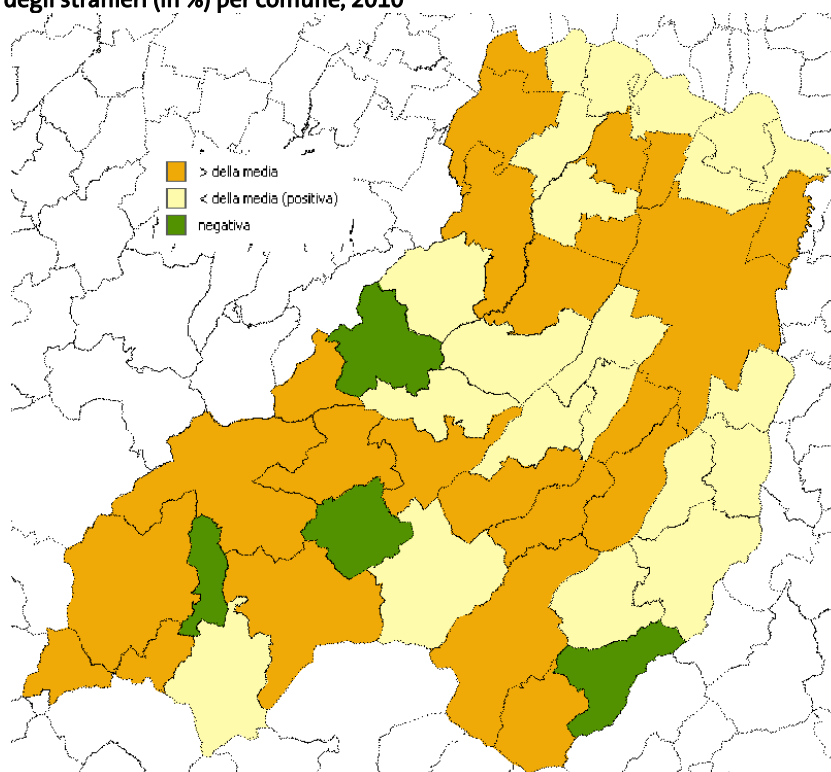 degli stranieri (in %) per comune, 2010
> della media
< della media (positiva)
negativa